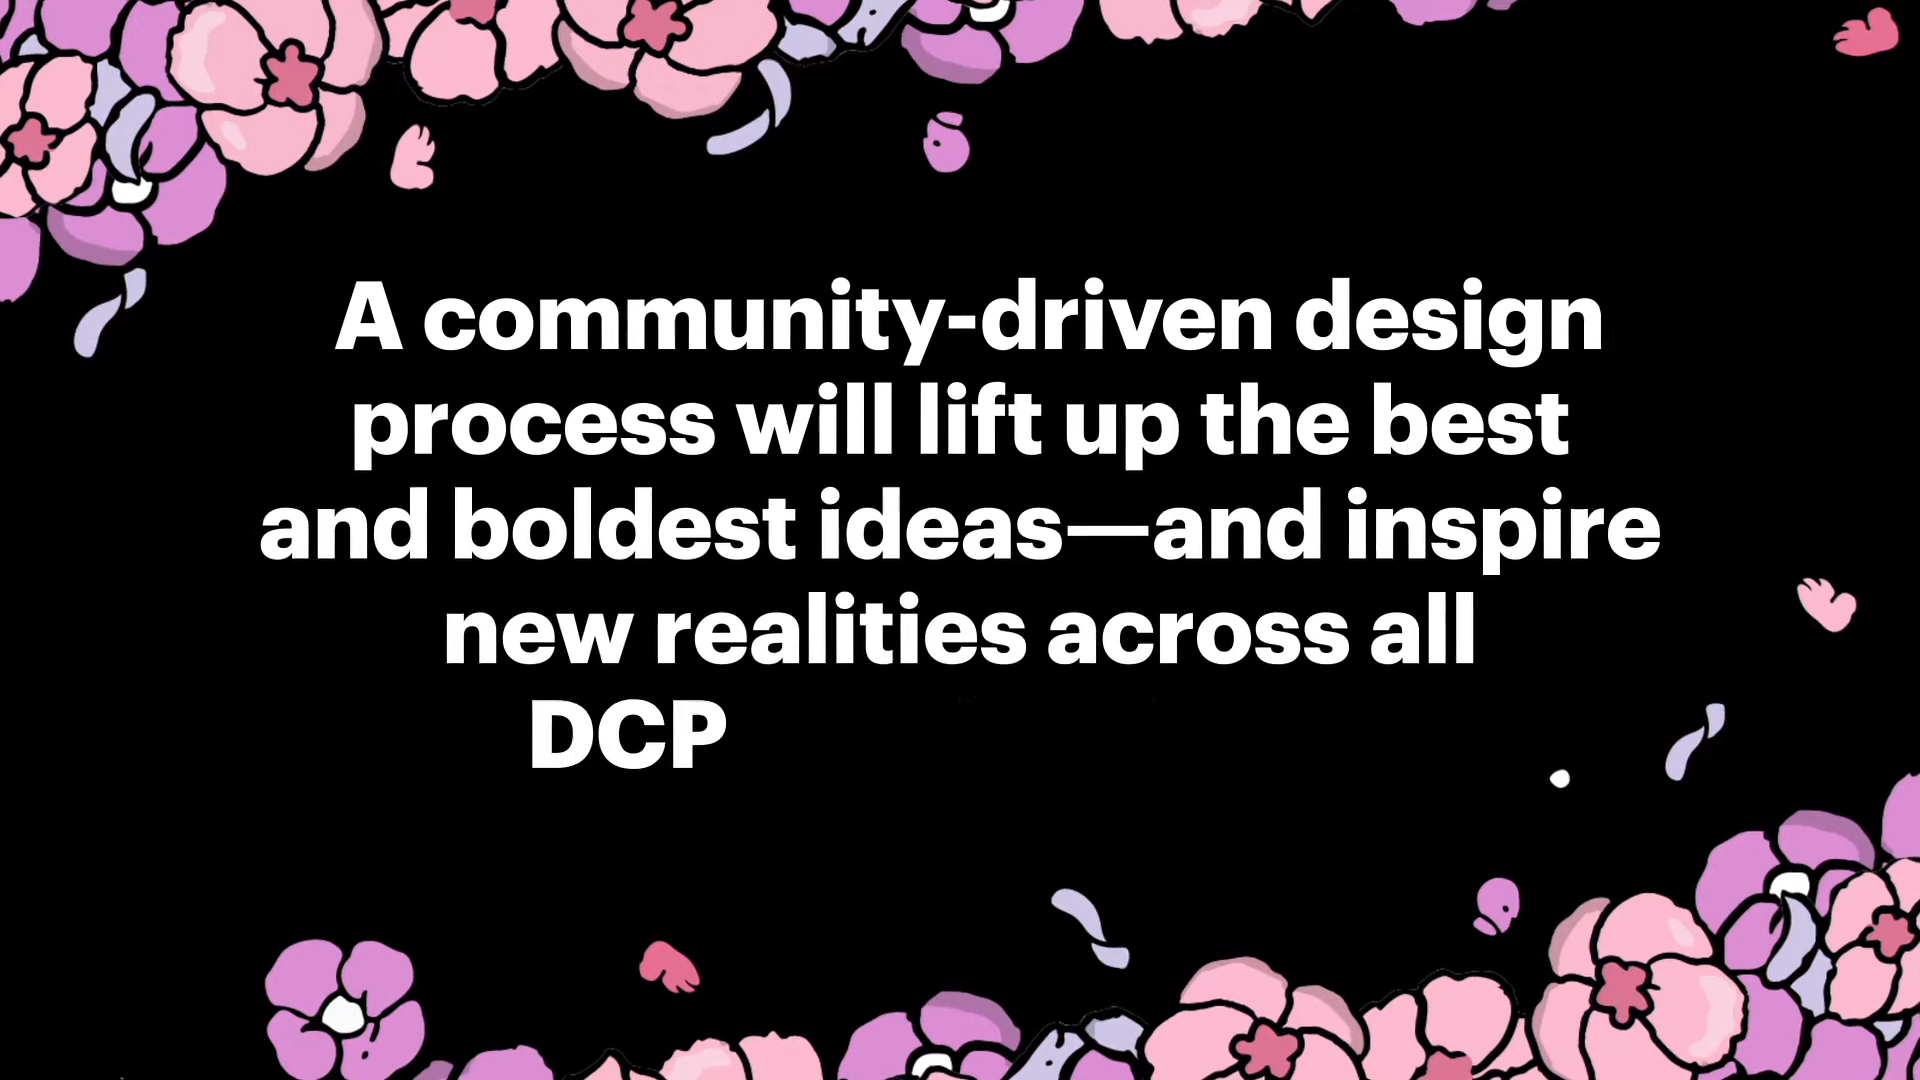 A community-driven design
process will lift up the best
and boldest ideas—and inspire
new realities across all
DCP